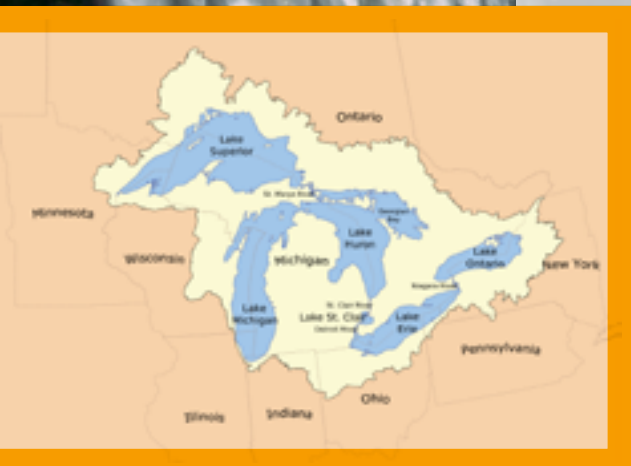 Ontario
Lake
Superior
St. Marys River
Minnesota
Georgian
Bay
Lake
Huron
Wisconsin
Michigan
Lake
Ontario
New York
Niagara River
St. Clair River
Lake
Michigan
Lake St. Clair
Lake
Erie
Detroit River
Pennsylvania
Ohio
Illinois
Indiana